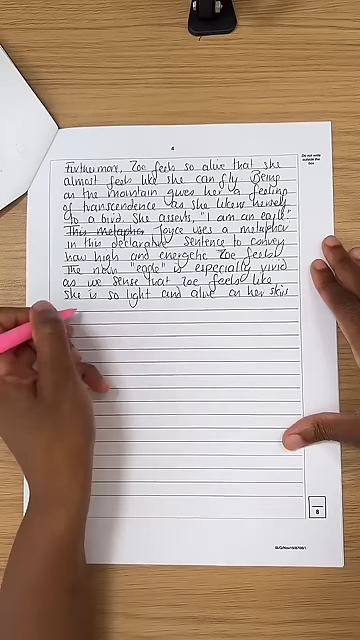 4
Do not write
outside the
box
Furthermore, Zoe feels so alive that she
almost feels like she can fly. Being
on the mountain gives her a feeling
of transcendence as she likens herself
to a bird. She asserts, "I am an eagle".
This metaphor Joyce uses a metaphor
in this declarative sentence to convey
how high and energetic Zoe feels.
The noun "eagle" is especially vivid
as we sense that Zoe feels like
she is so light and alive on her skis
8